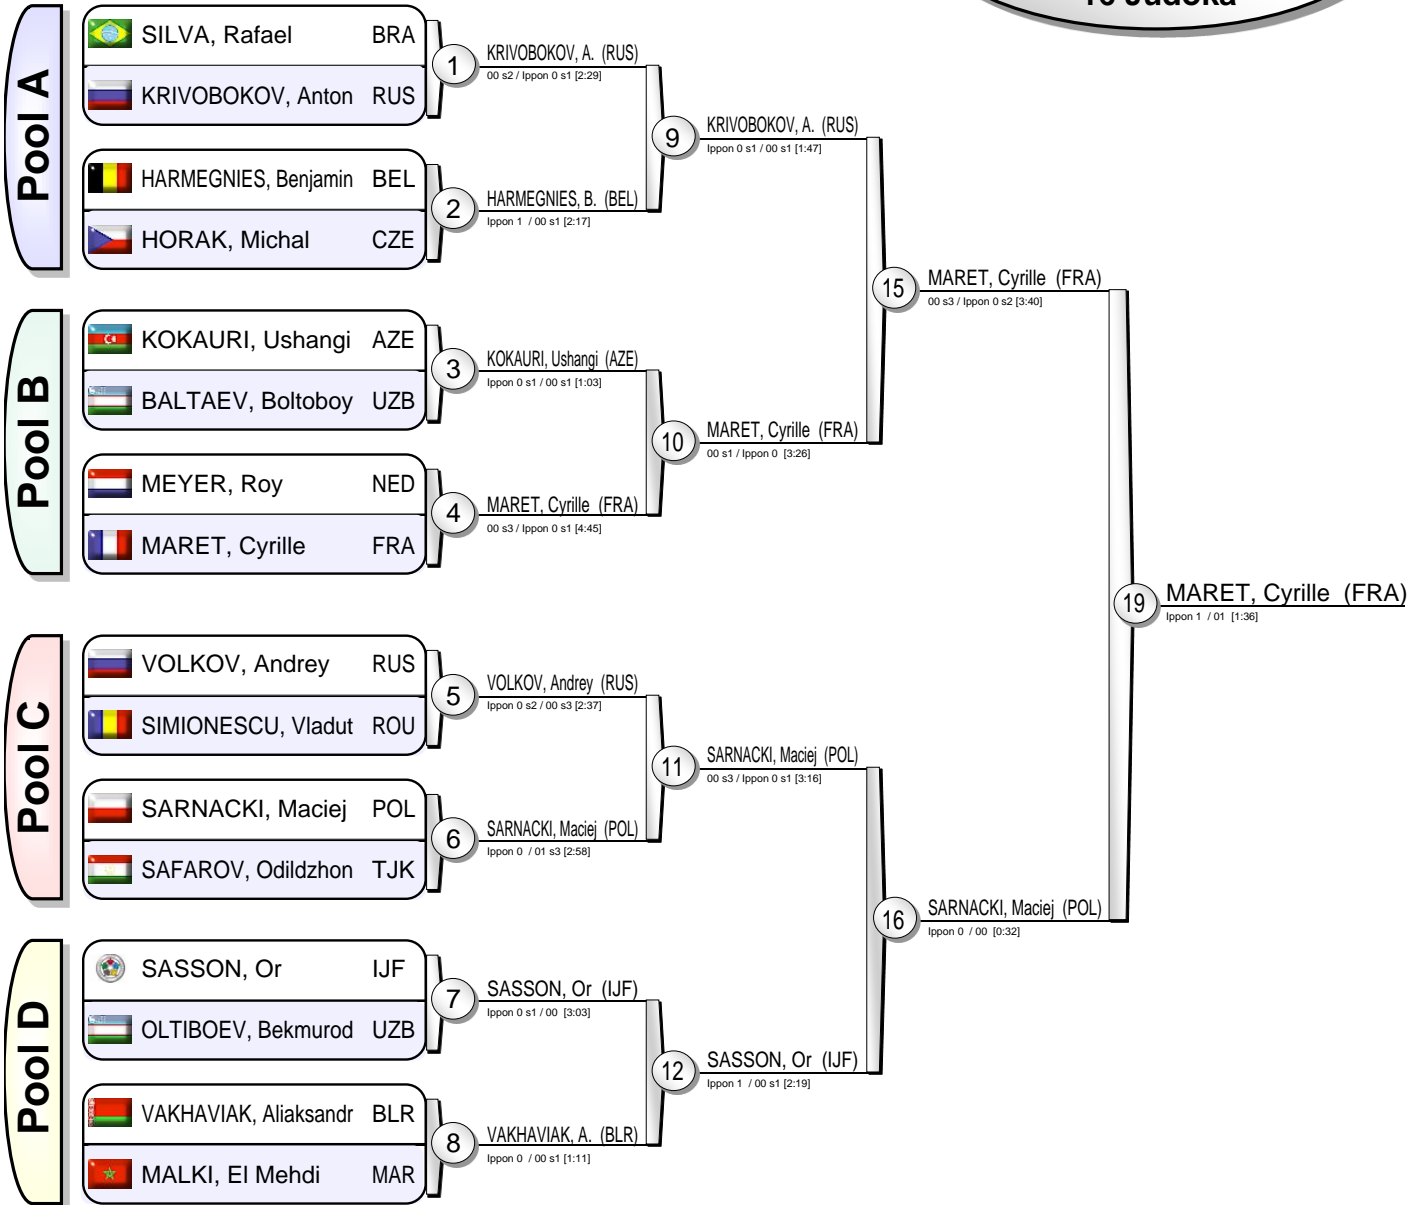 16 Judoka
Pool A
SILVA, Rafael BRA
KRIVOBOKOV, Anton RUS
1
KRIVOBOKOV, A. (RUS)
00 s2 / Ippon 0 s1 [2:29]
HARMEGNIES, Benjamin BEL
HORAK, Michal CZE
2
HARMEGNIES, B. (BEL)
Ippon 1 / 00 s1 [2:17]
9
KRIVOBOKOV, A. (RUS)
Ippon 0 s1 / 00 s1 [1:47]
Pool B
KOKAURI, Ushangi AZE
BALTAEV, Boltoboy UZB
3
KOKAURI, Ushangi (AZE)
Ippon 0 s1 / 00 s1 [1:03]
MEYER, Roy NED
MARET, Cyrille FRA
4
MARET, Cyrille (FRA)
00 s3 / Ippon 0 s1 [4:45]
10
MARET, Cyrille (FRA)
00 s1 / Ippon 0 [3:26]
15
MARET, Cyrille (FRA)
00 s3 / Ippon 0 s2 [3:40]
Pool C
VOLKOV, Andrey RUS
SIMIONESCU, Vladut ROU
5
VOLKOV, Andrey (RUS)
Ippon 0 s2 / 00 s3 [2:37]
SARNACKI, Maciej POL
SAFAROV, Odildzhon TJK
6
SARNACKI, Maciej (POL)
Ippon 0 / 01 s3 [2:58]
11
SARNACKI, Maciej (POL)
00 s3 / Ippon 0 s1 [3:16]
Pool D
SASSON, Or IJF
OLTIBOEV, Bekmurod UZB
7
SASSON, Or (IJF)
Ippon 0 s1 / 00 [3:03]
VAKHAVIAK, Aliaksandr BLR
MALKI, El Mehdi MAR
8
VAKHAVIAK, A. (BLR)
Ippon 0 / 00 s1 [1:11]
12
SASSON, Or (IJF)
Ippon 1 / 00 s1 [2:19]
16
SARNACKI, Maciej (POL)
Ippon 0 / 00 [0:32]
19
MARET, Cyrille (FRA)
Ippon 1 / 01 [1:36]